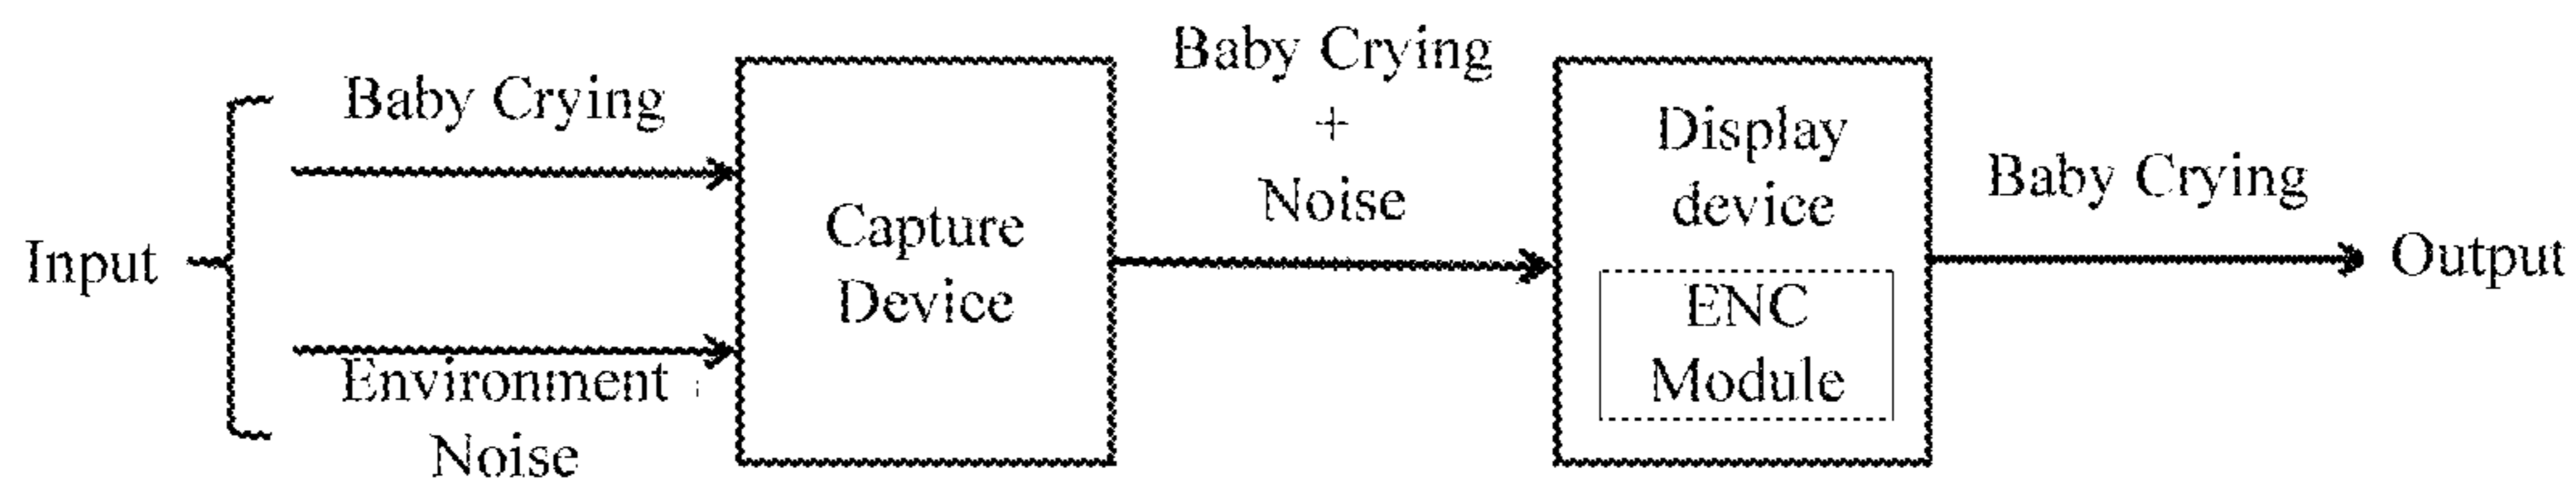 Input
Baby Crying
Environment
Noise
Capture
Device
Baby Crying
+
Noise
Display
device
ENC
Module
Baby Crying
Output